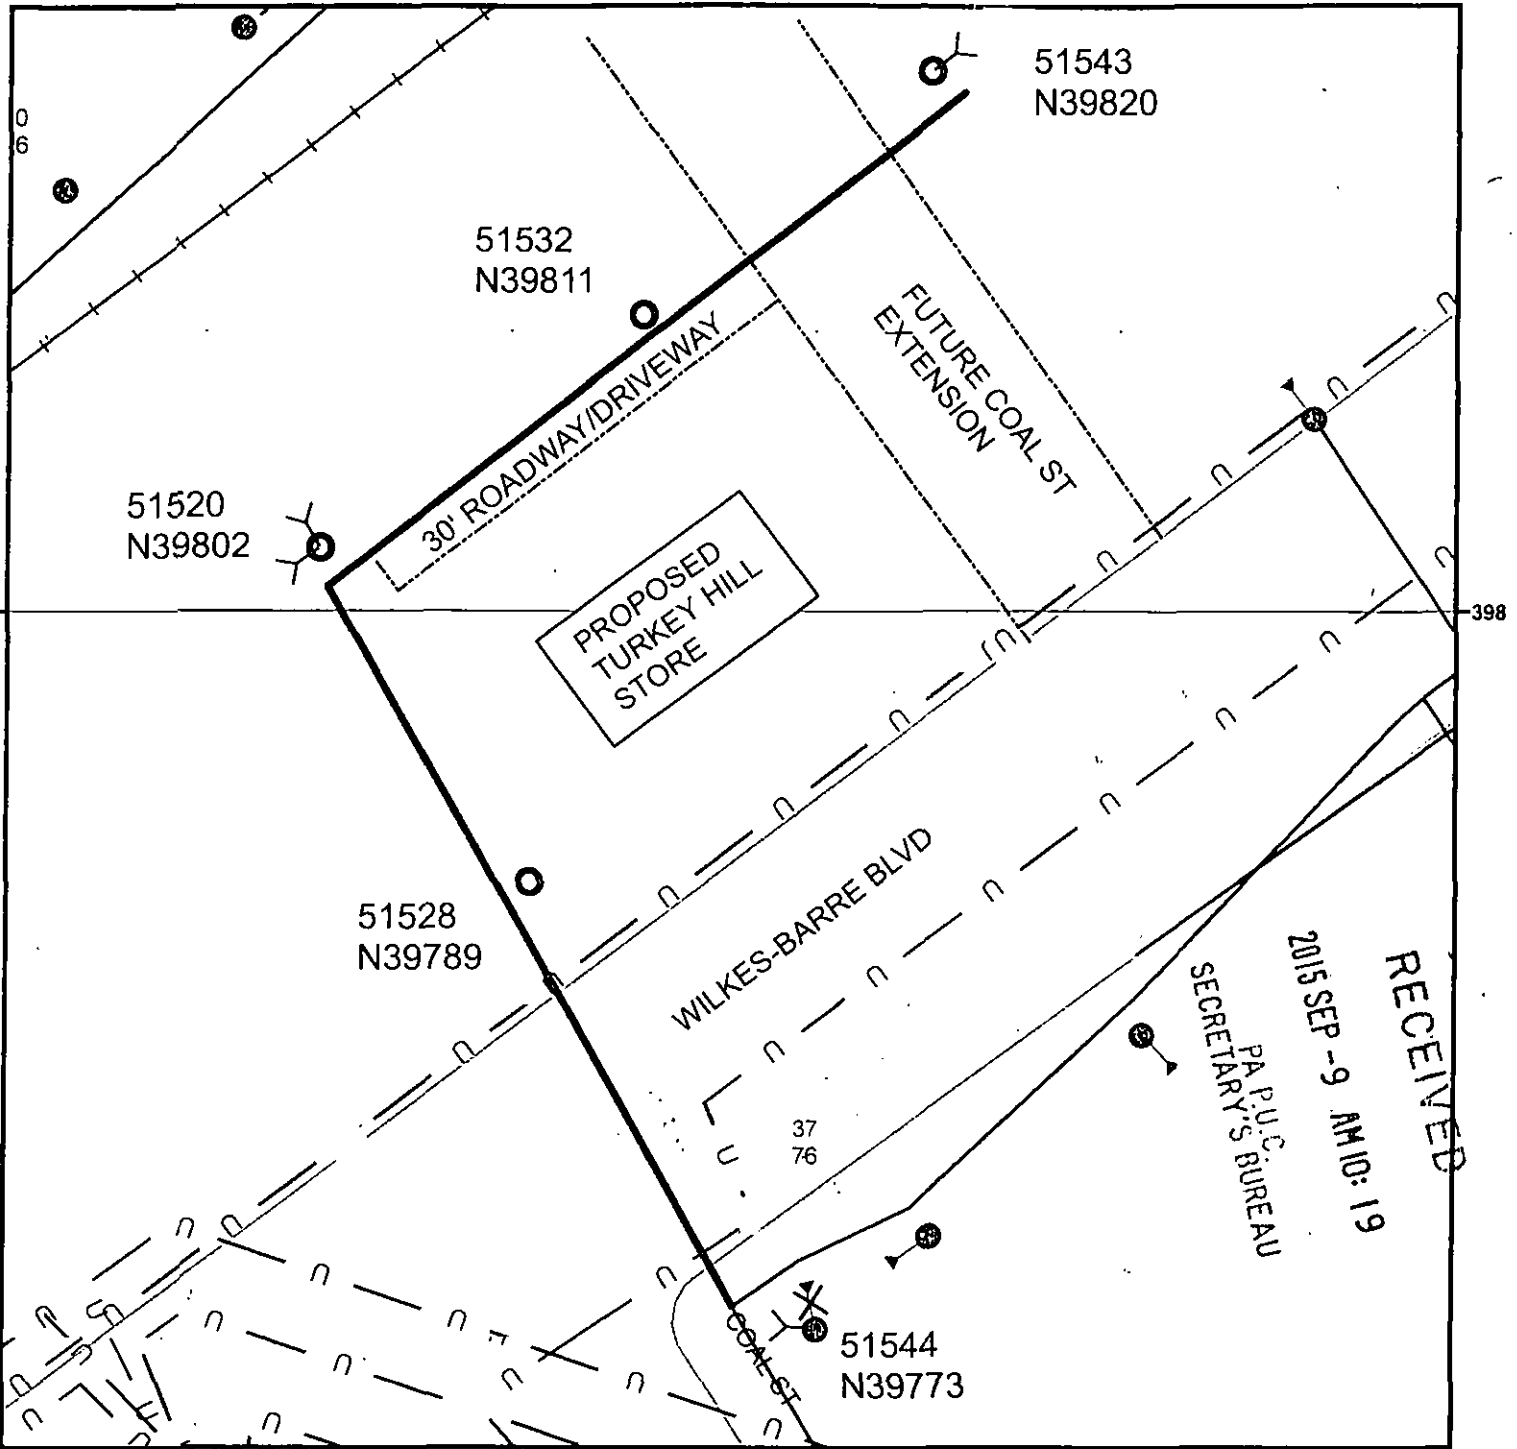 51543
N39820
0
6
51532
N39811
FUTURE COAL ST
EXTENSION
30' ROADWAY/DRIVEWAY
51520
N39802
PROPOSED
TURKEY HILL
STORE
398
51528
N39789
WILKES-BARRE BLVD
RECEIVED
2015 SEP -9 AM 10: 19
PA P.U.C.
SECRETARY'S BUREAU
37
76
COAL ST
51544
N39773